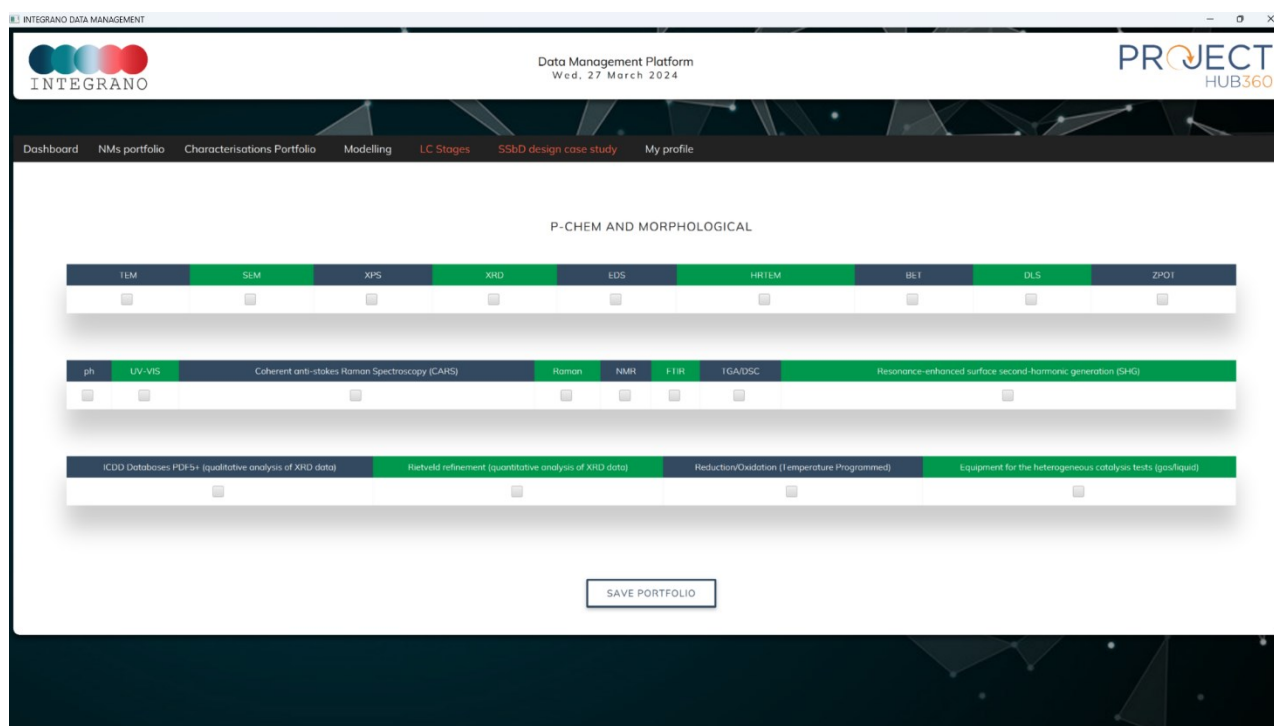 INTEGRANO DATA MANAGEMENT
INTEGRANO
Data Management Platform
Wed, 27 March 2024
PROJECT
HUB360
Dashboard NMs portfolio Characterisations Portfolio Modelling LC Stages SSbD design case study My profile
P-CHEM AND MORPHOLOGICAL
TEM SEM XPS XRD EDS HRTEM BET DLS ZPOT
ph UV-VIS Coherent anti-stokes Raman Spectroscopy (CARS) Raman NMR FTIR TGA/DSC Resonance-enhanced surface second-harmonic generation (SHG)
ICDD Databases PDF5+ (qualitative analysis of XRD data) Rietveld refinement (quantitative analysis of XRD data) Reduction/Oxidation (Temperature Programmed) Equipment for the heterogeneous catalysis tests (gas/liquid)
SAVE PORTFOLIO